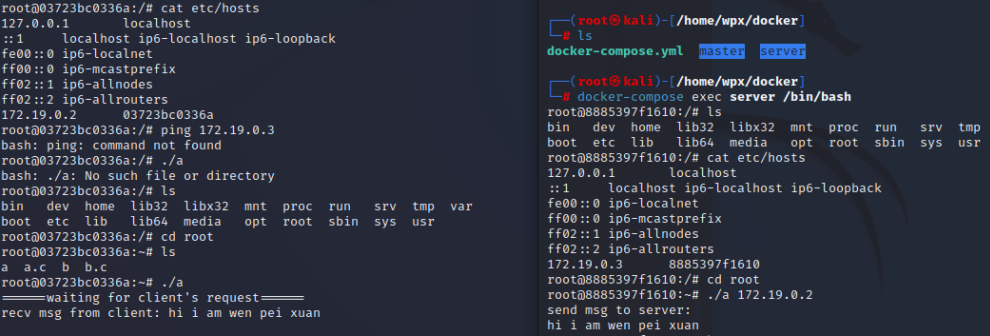 root@03723bc0336a:/# cat etc/hosts
127.0.0.1       localhost
::1     localhost ip6-localhost ip6-loopback
fe00::0 ip6-localnet
ff00::0 ip6-mcastprefix
ff02::1 ip6-allnodes
ff02::2 ip6-allrouters
172.19.0.2      03723bc0336a
root@03723bc0336a:/# ping 172.19.0.3
bash: ping: command not found
root@03723bc0336a:/# ./a
bash: ./a: No such file or directory
root@03723bc0336a:/# ls
bin   dev  home  lib32  libx32  mnt  proc  run   srv  tmp  var
boot  etc  lib   lib64  media   opt  root  sbin  sys  usr
root@03723bc0336a:/# cd root
root@03723bc0336a:~# ls
a  a.c  b  b.c
root@03723bc0336a:~# ./a
======waiting for client's request======
recv msg from client: hi i am wen pei xuan
┌──(root㉿kali)-[/home/wpx/docker]
└─# ls
docker-compose.yml  master  server
┌──(root㉿kali)-[/home/wpx/docker]
└─# docker-compose exec server /bin/bash
root@8885397f1610:/# ls
bin   dev  home  lib32  libx32  mnt  proc  run   srv  tmp
boot  etc  lib   lib64  media   opt  root  sbin  sys  usr
root@8885397f1610:/# cat etc/hosts
127.0.0.1       localhost
::1     localhost ip6-localhost ip6-loopback
fe00::0 ip6-localnet
ff00::0 ip6-mcastprefix
ff02::1 ip6-allnodes
ff02::2 ip6-allrouters
172.19.0.3      8885397f1610
root@8885397f1610:/# cd root
root@8885397f1610:~# ./a 172.19.0.2
send msg to server:
hi i am wen pei xuan